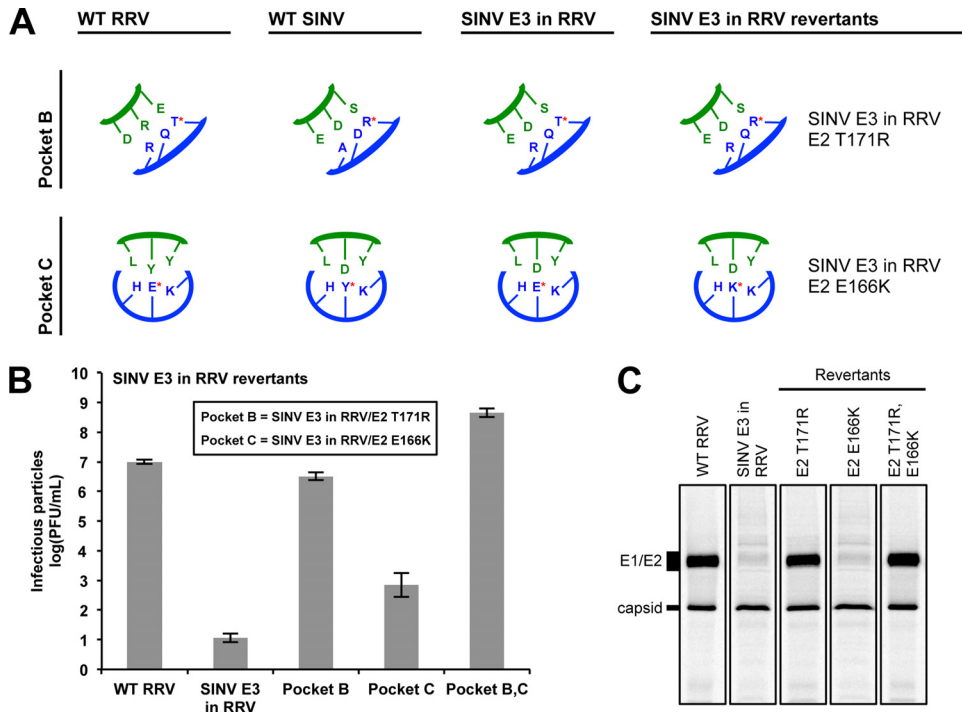 A
WT RRV
WT SINV
SINV E3 in RRV
SINV E3 in RRV revertants
Pocket B
D R E
R Q T*
E D S
A D R*
E D S
R Q T*
E D S
R Q R*
SINV E3 in RRV
E2 T171R
Pocket C
L Y Y
H E* K
L D Y
H Y* K
L D Y
H E* K
L D Y
H K* K
SINV E3 in RRV
E2 E166K
B
SINV E3 in RRV revertants
Pocket B = SINV E3 in RRV/E2 T171R
Pocket C = SINV E3 in RRV/E2 E166K
Infectious particles
log(PFU/mL)
10
9
8
7
6
5
4
3
2
1
0
WT RRV
SINV E3
in RRV
Pocket B
Pocket C
Pocket B,C
C
Revertants
WT RRV
SINV E3 in
RRV
E2 T171R
E2 E166K
E2 T171R,
E166K
E1/E2
capsid